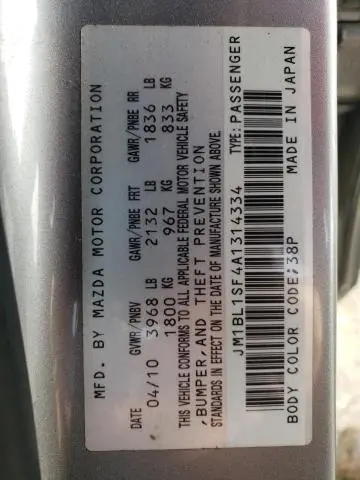 MFD. BY MAZDA MOTOR CORPORATION
DATE GVWR/PNBV GAWR/PNBE FRT GAWR/PNBE RR
04/10 3968 LB 2132 LB 1836 LB
1800 KG 967 KG 833 KG
THIS VEHICLE CONFORMS TO ALL APPLICABLE FEDERAL MOTOR VEHICLE SAFETY
,BUMPER,AND THEFT PREVENTION
STANDARDS IN EFFECT ON THE DATE OF MANUFACTURE SHOWN ABOVE.
JM1BL1SF4A1314334 TYPE:PASSENGER
BODY COLOR CODE;38P MADE IN JAPAN